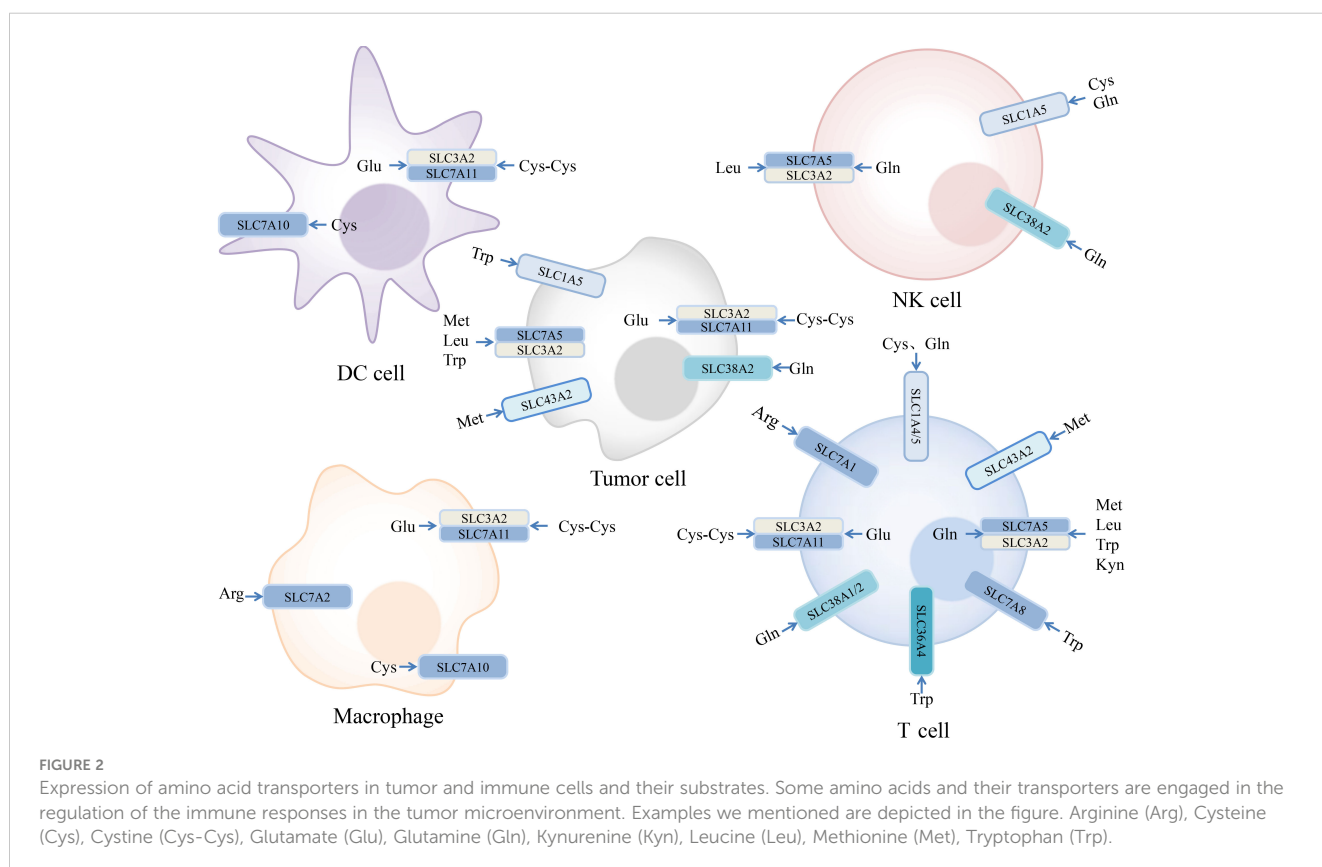 Glu
SLC3A2
SLC7A11
Cys-Cys
SLC7A10
Cys
DC cell
SLC1A5
Cys
Gln
Leu
SLC7A5
SLC3A2
Gln
SLC38A2
Gln
NK cell
Trp
SLC1A5
Met
Leu
Trp
SLC7A5
SLC3A2
Met
SLC43A2
Glu
SLC3A2
SLC7A11
Cys-Cys
SLC38A2
Gln
Tumor cell
Glu
SLC3A2
SLC7A11
Cys-Cys
Arg
SLC7A2
Cys
SLC7A10
Macrophage
Cys、Gln
SLC1A4/5
Arg
SLC7A1
Met
SLC43A2
Cys-Cys
SLC3A2
SLC7A11
Glu
Gln
SLC7A5
SLC3A2
Met
Leu
Trp
Kyn
Gln
SLC38A1/2
SLC36A4
Trp
SLC7A8
Trp
T cell
FIGURE 2
Expression of amino acid transporters in tumor and immune cells and their substrates. Some amino acids and their transporters are engaged in the
regulation of the immune responses in the tumor microenvironment. Examples we mentioned are depicted in the figure. Arginine (Arg), Cysteine
(Cys), Cystine (Cys-Cys), Glutamate (Glu), Glutamine (Gln), Kynurenine (Kyn), Leucine (Leu), Methionine (Met), Tryptophan (Trp).